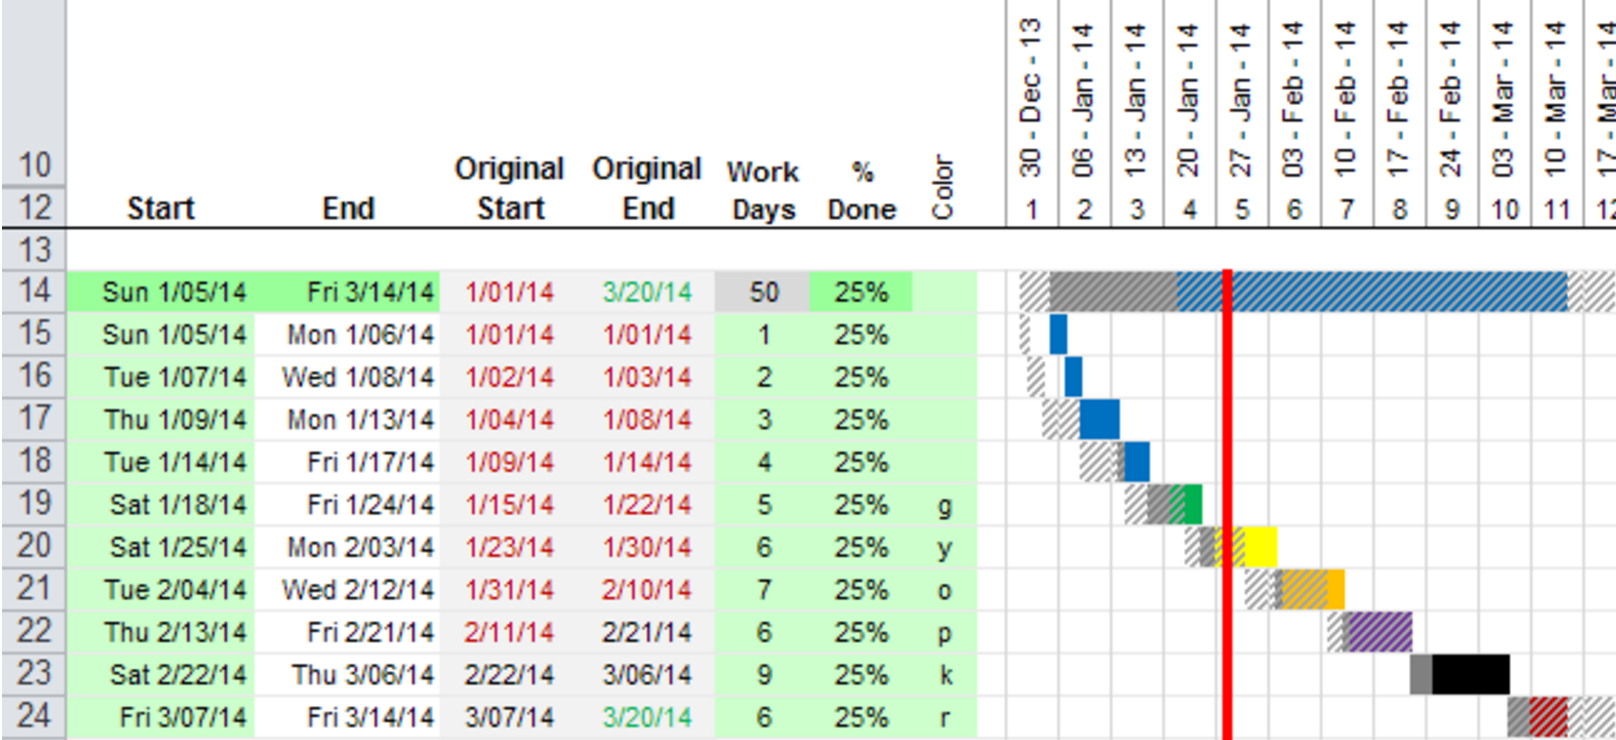 30 - Dec - 13
06 - Jan - 14
13 - Jan - 14
20 - Jan - 14
27 - Jan - 14
03 - Feb - 14
10 - Feb - 14
17 - Feb - 14
24 - Feb - 14
03 - Mar - 14
10 - Mar - 14
17 - Mar - 14
10 Original Original Work %
12 Start End Start End Days Done Color 1 2 3 4 5 6 7 8 9 10 11 12
13
14 Sun 1/05/14 Fri 3/14/14 1/01/14 3/20/14 50 25%
15 Sun 1/05/14 Mon 1/06/14 1/01/14 1/01/14 1 25%
16 Tue 1/07/14 Wed 1/08/14 1/02/14 1/03/14 2 25%
17 Thu 1/09/14 Mon 1/13/14 1/04/14 1/08/14 3 25%
18 Tue 1/14/14 Fri 1/17/14 1/09/14 1/14/14 4 25%
19 Sat 1/18/14 Fri 1/24/14 1/15/14 1/22/14 5 25% g
20 Sat 1/25/14 Mon 2/03/14 1/23/14 1/30/14 6 25% y
21 Tue 2/04/14 Wed 2/12/14 1/31/14 2/10/14 7 25% o
22 Thu 2/13/14 Fri 2/21/14 2/11/14 2/21/14 6 25% p
23 Sat 2/22/14 Thu 3/06/14 2/22/14 3/06/14 9 25% k
24 Fri 3/07/14 Fri 3/14/14 3/07/14 3/20/14 6 25% r